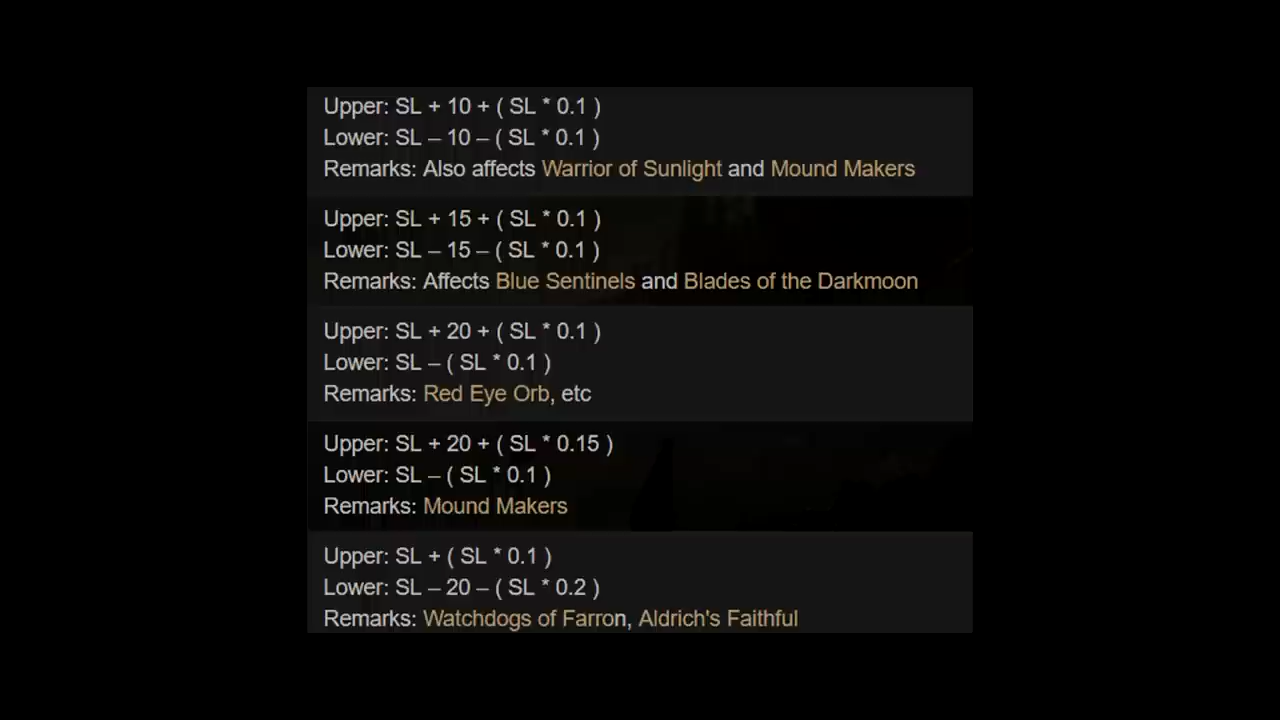 Upper: SL + 10 + ( SL * 0.1 )
Lower: SL – 10 – ( SL * 0.1 )
Remarks: Also affects Warrior of Sunlight and Mound Makers
Upper: SL + 15 + ( SL * 0.1 )
Lower: SL – 15 – ( SL * 0.1 )
Remarks: Affects Blue Sentinels and Blades of the Darkmoon
Upper: SL + 20 + ( SL * 0.1 )
Lower: SL – ( SL * 0.1 )
Remarks: Red Eye Orb, etc
Upper: SL + 20 + ( SL * 0.15 )
Lower: SL – ( SL * 0.1 )
Remarks: Mound Makers
Upper: SL + ( SL * 0.1 )
Lower: SL – 20 – ( SL * 0.2 )
Remarks: Watchdogs of Farron, Aldrich's Faithful